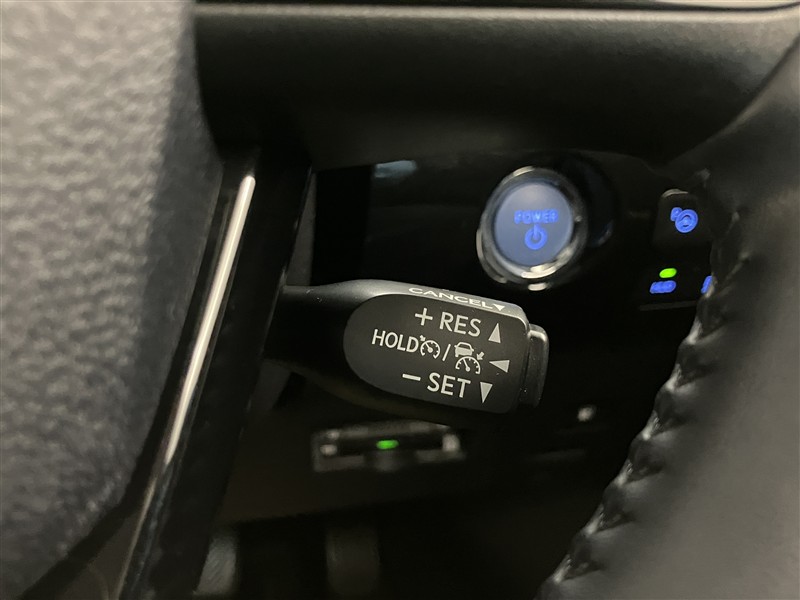 POWER
CANCEL▼
+ RES ▲
HOLD / ◀
− SET ▼